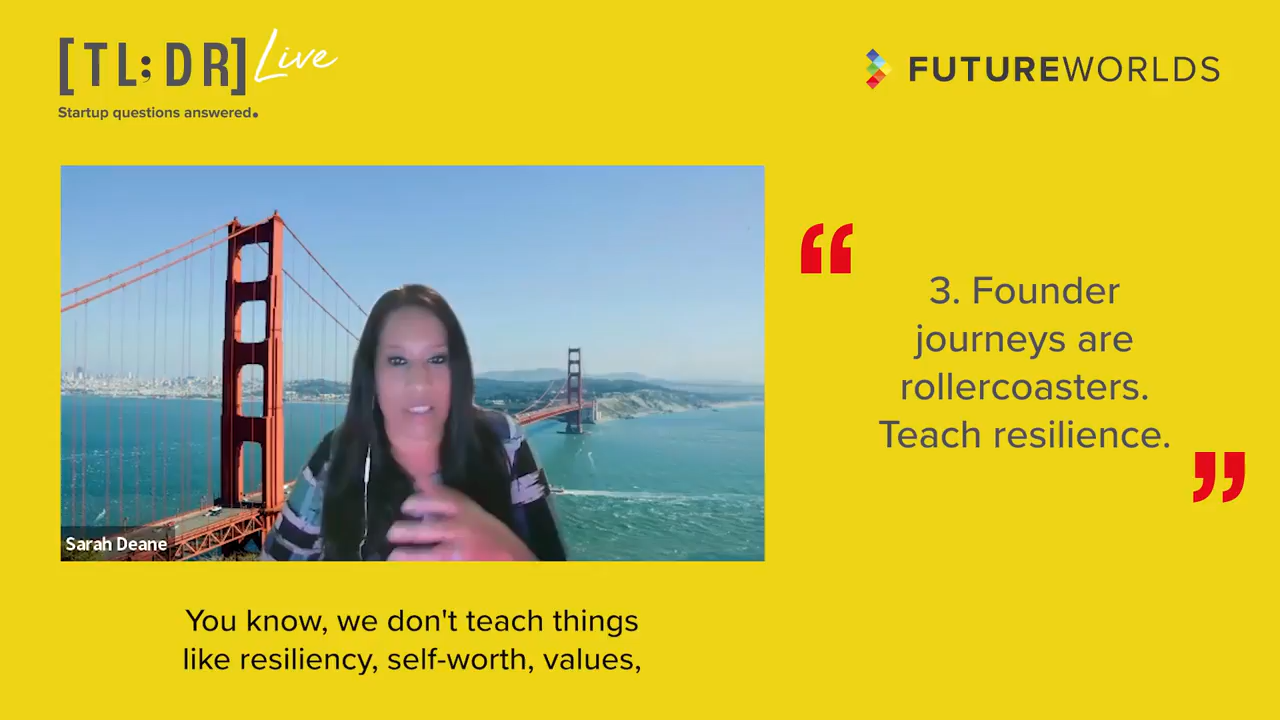 [TL;DR] Live
Startup questions answered.
FUTUREWORLDS
“
3. Founder
journeys are
rollercoasters.
Teach resilience.
”
Sarah Deane
You know, we don't teach things
like resiliency, self-worth, values,